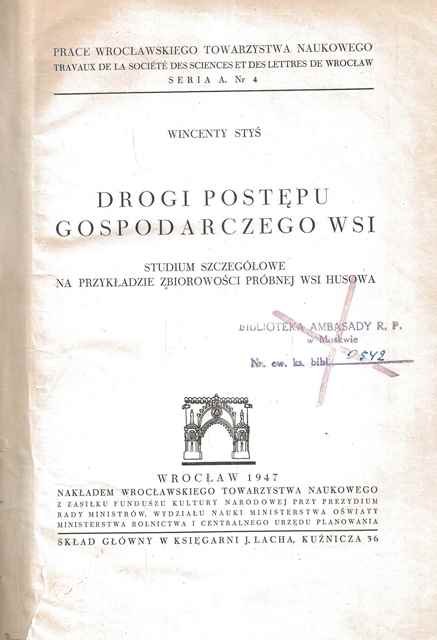 PRACE WROCŁAWSKIEGO TOWARZYSTWA NAUKOWEGO
TRAVAUX DE LA SOCIÉTÉ DES SCIENCES ET DES LETTRES DE WROCŁAW
SERIA A. Nr 4
WINCENTY STYŚ
DROGI POSTĘPU
GOSPODARCZEGO WSI
STUDIUM SZCZEGÓŁOWE
NA PRZYKŁADZIE ZBIOROWOŚCI PRÓBNEJ WSI HUSOWA
BIBLIOTEKA AMBASADY R. P.
w Moskwie
Nr. ew. ks. bibl. 0542
WROCŁAW 1947
NAKŁADEM WROCŁAWSKIEGO TOWARZYSTWA NAUKOWEGO
Z ZASIŁKU FUNDUSZU KULTURY NARODOWEJ PRZY PREZYDIUM
RADY MINISTRÓW, WYDZIAŁU NAUKI MINISTERSTWA OŚWIATY
MINISTERSTWA ROLNICTWA I CENTRALNEGO URZĘDU PLANOWANIA
SKŁAD GŁÓWNY W KSIĘGARNI J. LACHA, KUŹNICZA 36